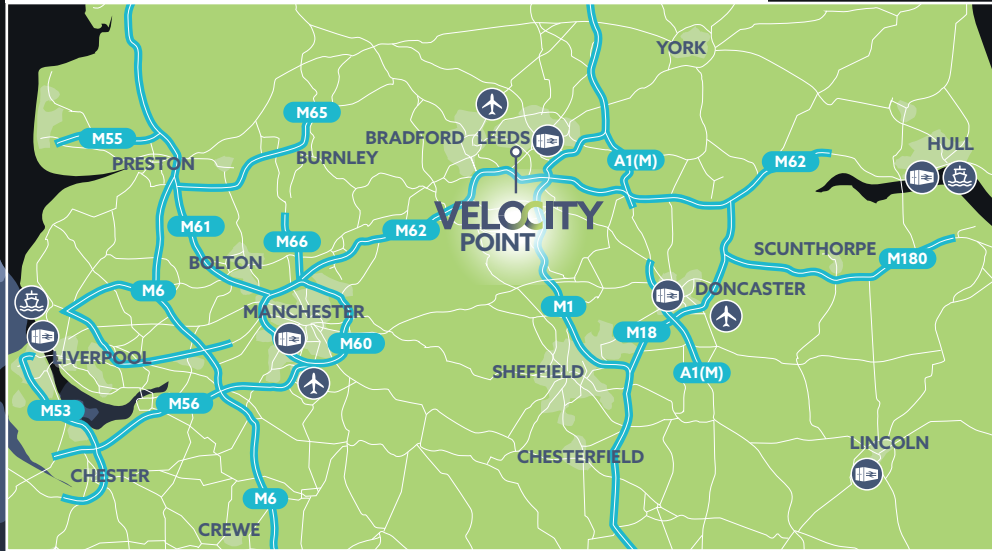 YORK
M65
M55
BRADFORD
LEEDS
HULL
PRESTON
BURNLEY
A1(M)
M62
M61
M66
M62
VELOCITY
POINT
BOLTON
SCUNTHORPE
M180
M6
DONCASTER
MANCHESTER
M1
M18
M60
LIVERPOOL
SHEFFIELD
A1(M)
M53
M56
LINCOLN
CHESTERFIELD
CHESTER
M6
CREWE